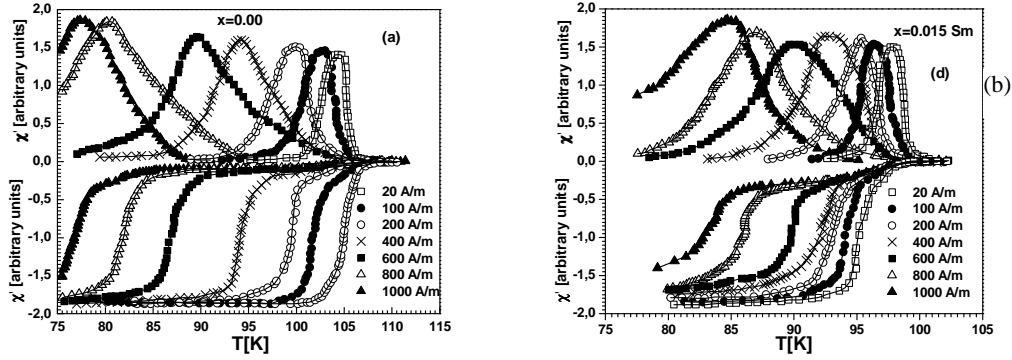 x=0.00
(a)
χ'' [arbitrary units]
χ' [arbitrary units]
2,0
1,5
1,0
0,5
0,0
-0,5
-1,0
-1,5
-2,0
20 A/m
100 A/m
200 A/m
400 A/m
600 A/m
800 A/m
1000 A/m
75 80 85 90 95 100 105 110 115
T[K]
x=0.015 Sm
(d)
(b)
χ'' [arbitrary units]
χ' [arbitrary units]
2,0
1,5
1,0
0,5
0,0
-0,5
-1,0
-1,5
-2,0
20 A/m
100 A/m
200 A/m
400 A/m
600 A/m
800 A/m
1000 A/m
75 80 85 90 95 100 105
T[K]